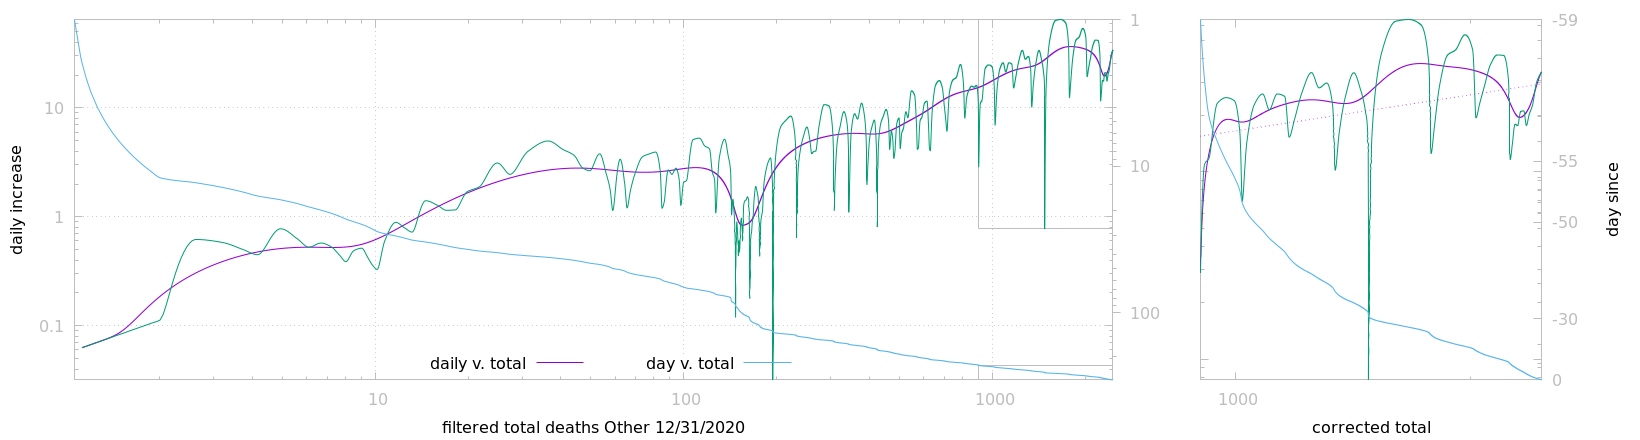 1
-59
10
10
-55
daily increase
1
-50
day since
100
0.1
-30
daily v. total
day v. total
0
10
100
1000
1000
filtered total deaths Other 12/31/2020
corrected total